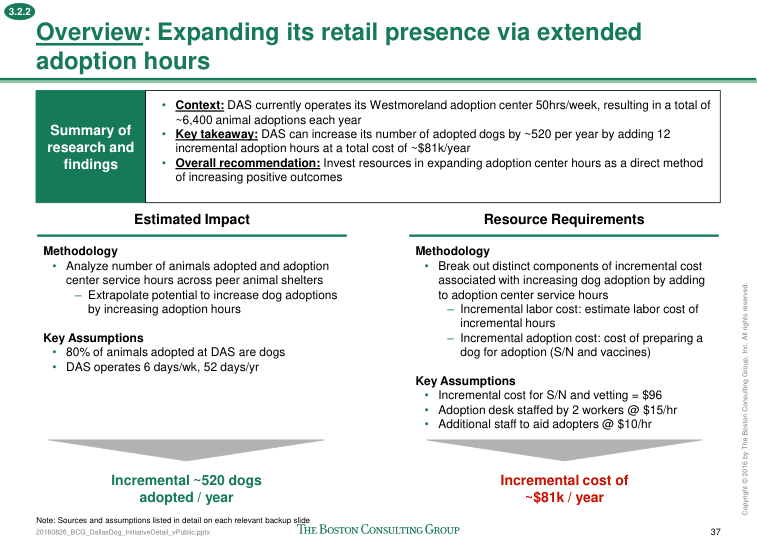 3.2.2
Overview: Expanding its retail presence via extended
adoption hours
Summary of
research and
findings
• Context: DAS currently operates its Westmoreland adoption center 50hrs/week, resulting in a total of
~6,400 animal adoptions each year
• Key takeaway: DAS can increase its number of adopted dogs by ~520 per year by adding 12
incremental adoption hours at a total cost of ~$81k/year
• Overall recommendation: Invest resources in expanding adoption center hours as a direct method
of increasing positive outcomes
Estimated Impact
Methodology
• Analyze number of animals adopted and adoption
center service hours across peer animal shelters
– Extrapolate potential to increase dog adoptions
by increasing adoption hours
Key Assumptions
• 80% of animals adopted at DAS are dogs
• DAS operates 6 days/wk, 52 days/yr
Incremental ~520 dogs
adopted / year
Resource Requirements
Methodology
• Break out distinct components of incremental cost
associated with increasing dog adoption by adding
to adoption center service hours
– Incremental labor cost: estimate labor cost of
incremental hours
– Incremental adoption cost: cost of preparing a
dog for adoption (S/N and vaccines)
Key Assumptions
• Incremental cost for S/N and vetting = $96
• Adoption desk staffed by 2 workers @ $15/hr
• Additional staff to aid adopters @ $10/hr
Incremental cost of
~$81k / year
Copyright © 2016 by The Boston Consulting Group, Inc. All rights reserved.
Note: Sources and assumptions listed in detail on each relevant backup slide
20160826_BCG_DallasDog_InitiativeDetail_vPublic.pptx
THE BOSTON CONSULTING GROUP
37